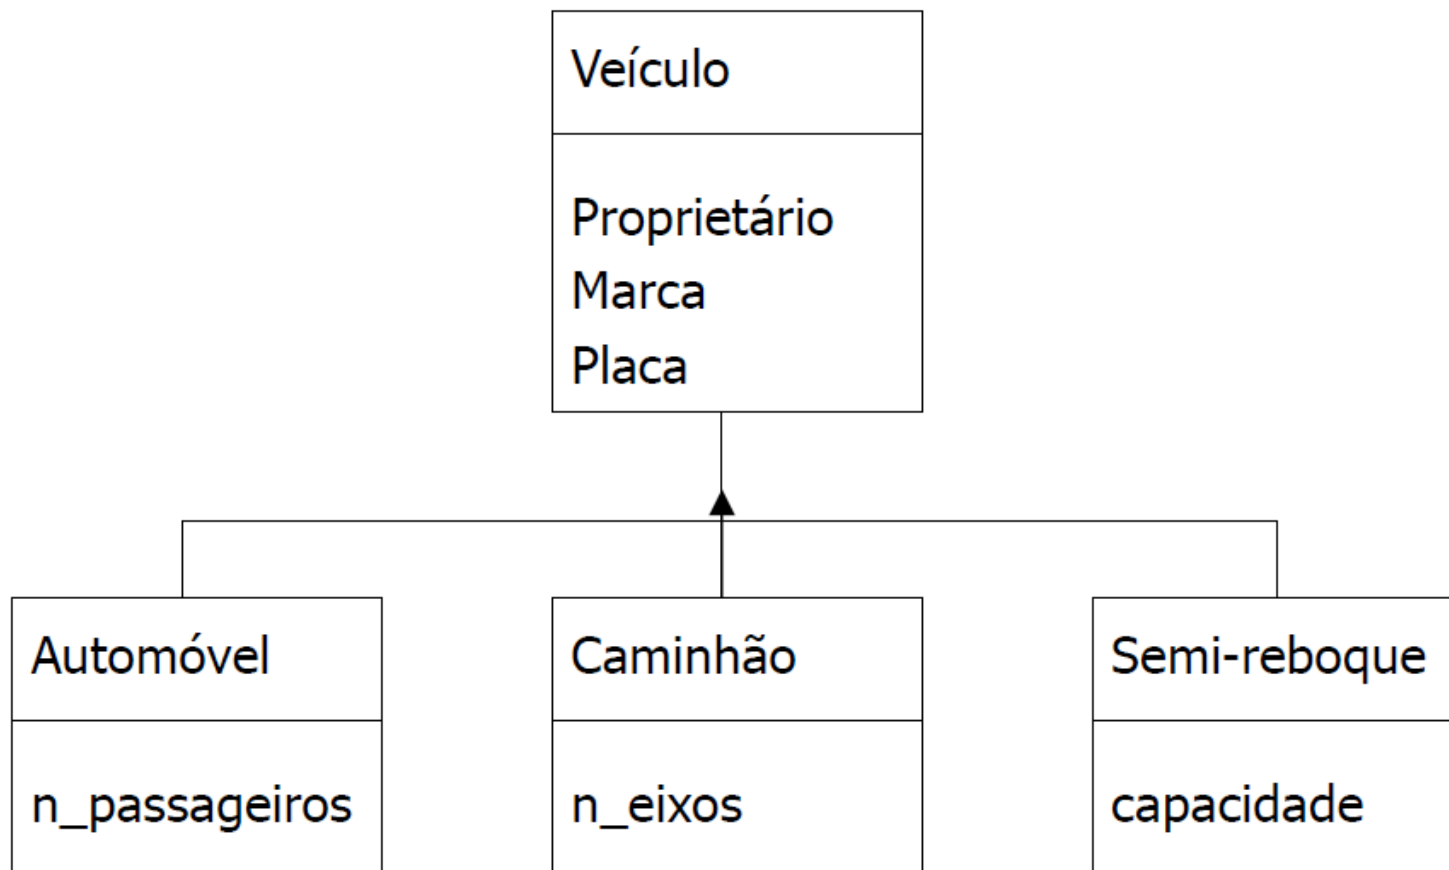 Veículo
Proprietário
Marca
Placa
Automóvel
n_passageiros
Caminhão
n_eixos
Semi-reboque
capacidade